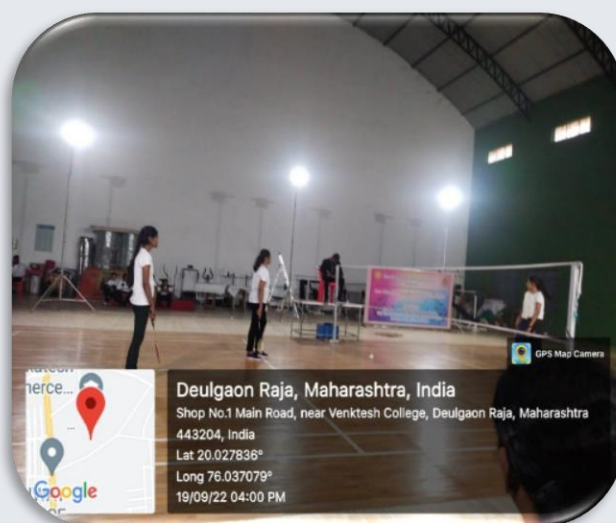 GPS Map Camera
Deulgaon Raja, Maharashtra, India
Shop No.1 Main Road, near Venktesh College, Deulgaon Raja, Maharashtra
443204, India
Lat 20.027836°
Long 76.037079°
19/09/22 04:00 PM
erce...
Google